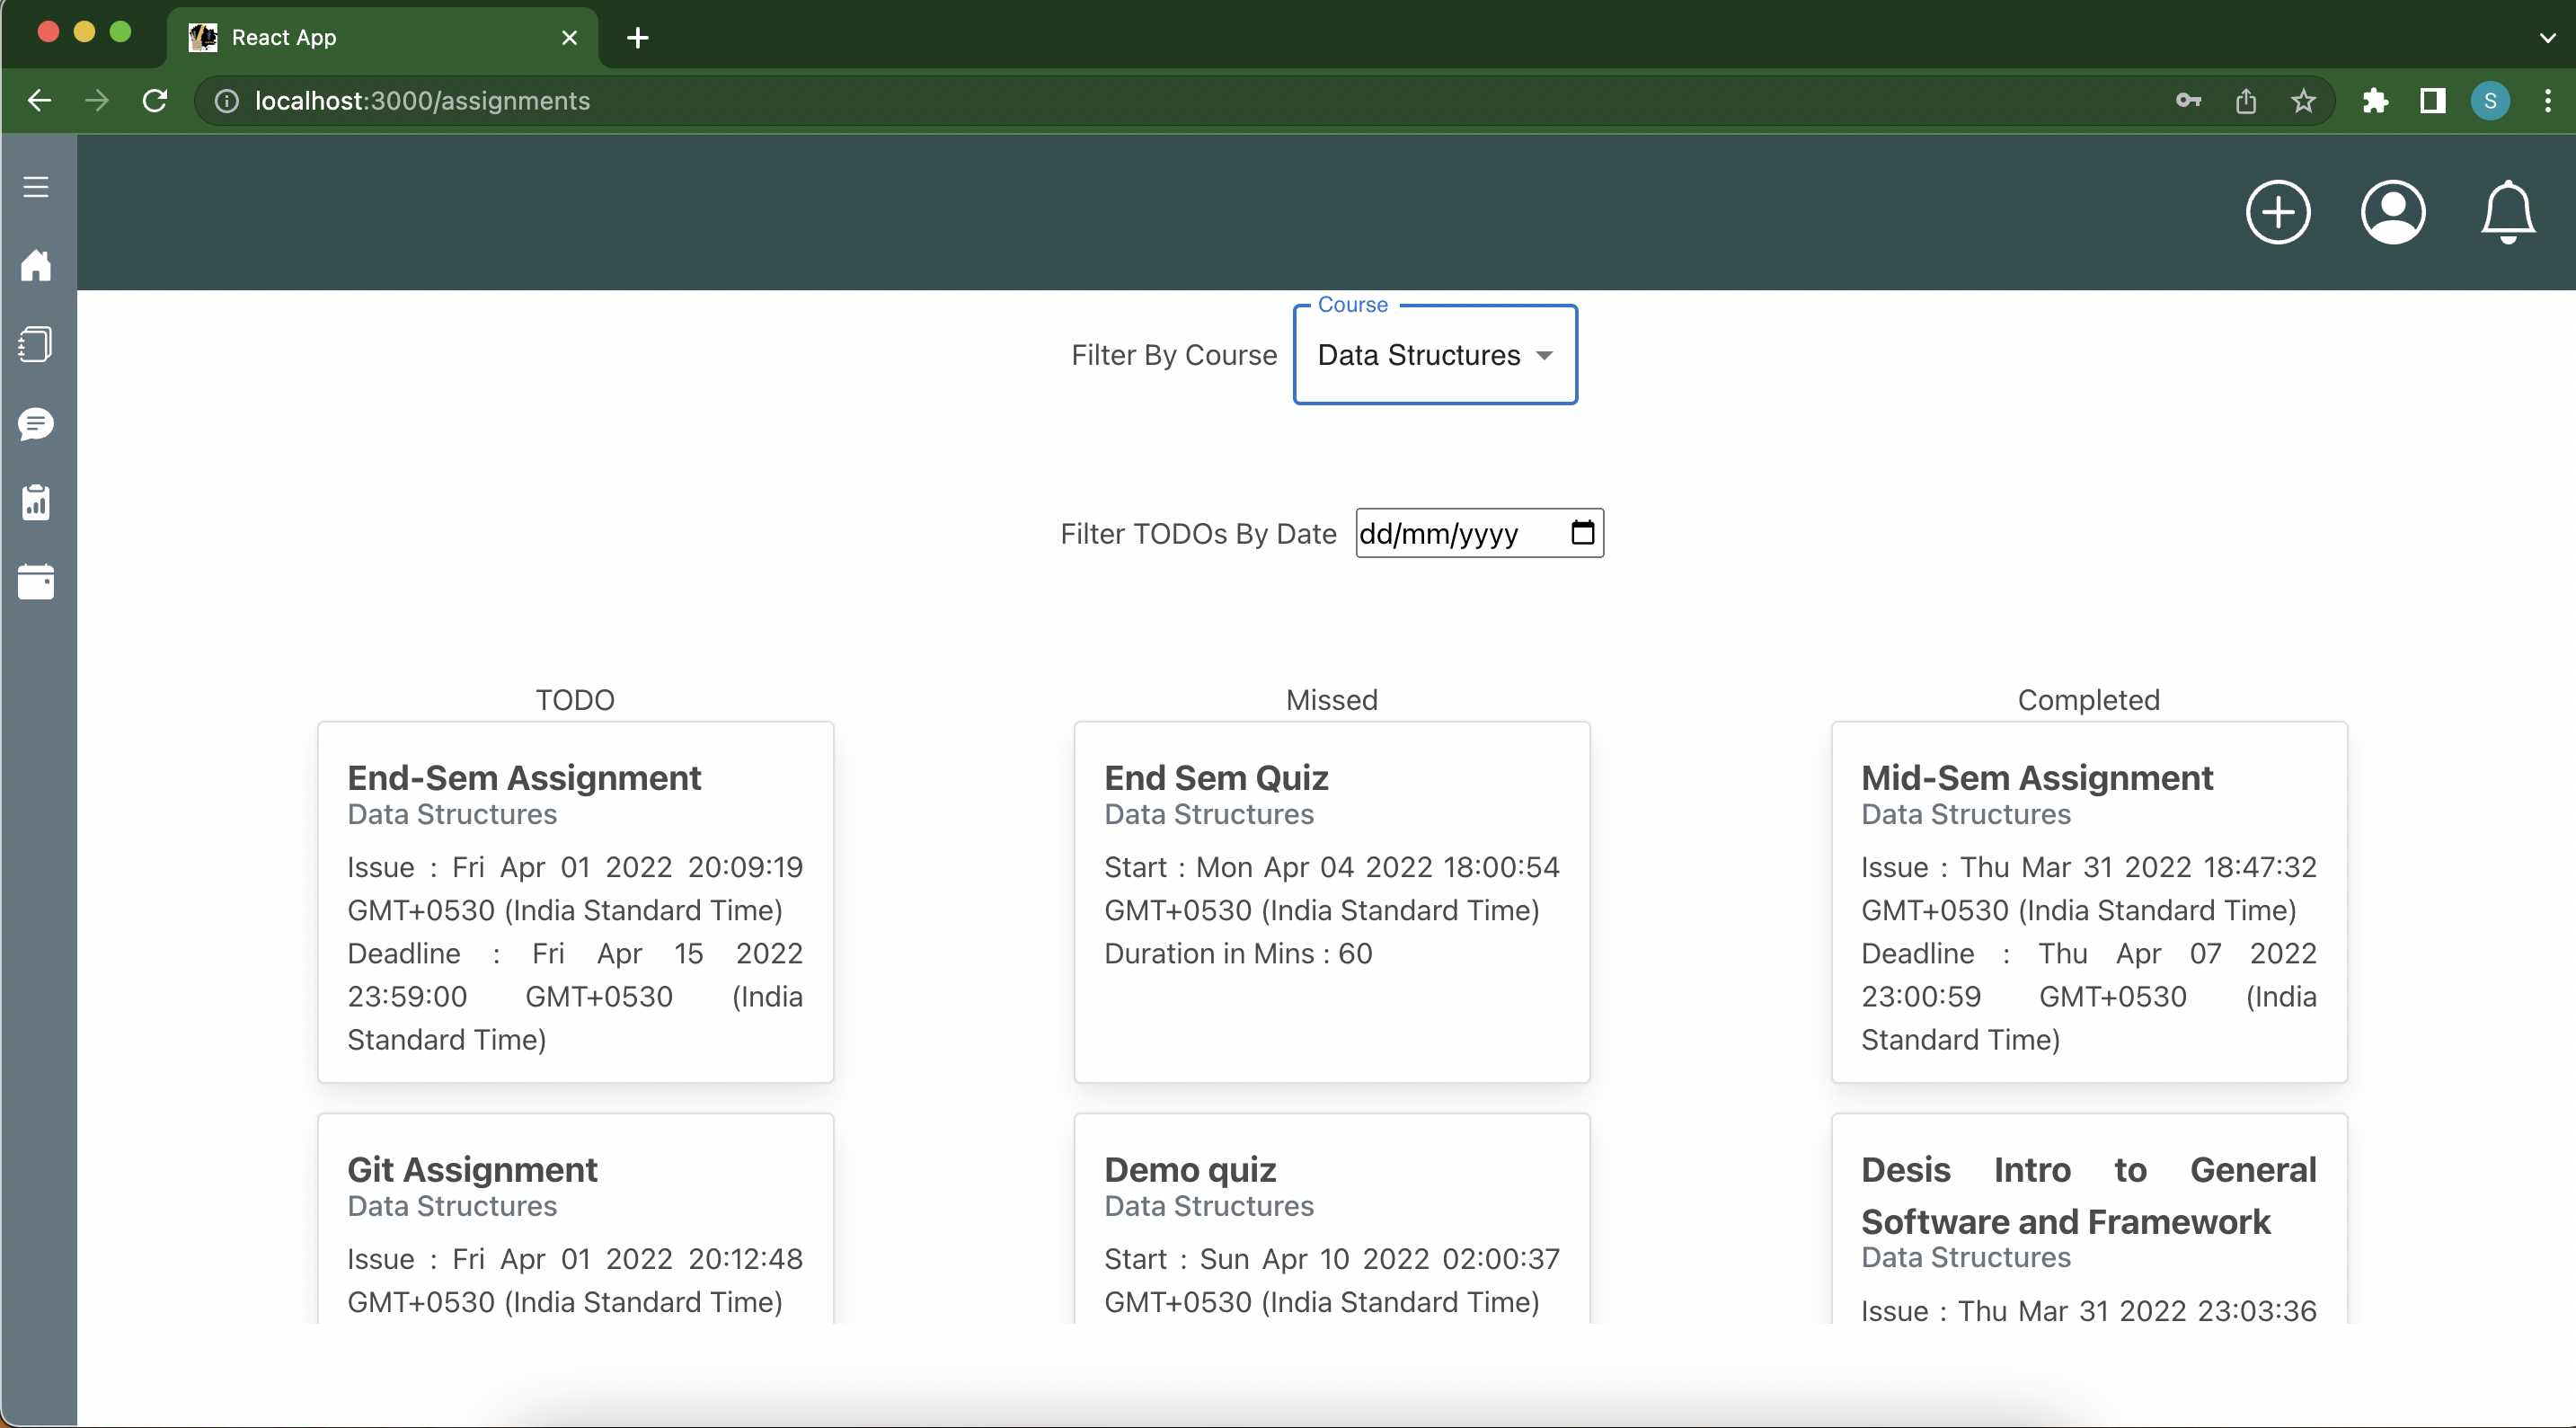 React App
localhost:3000/assignments
S
Course
Filter By Course Data Structures
Filter TODOs By Date dd/mm/yyyy
TODO
End-Sem Assignment
Data Structures
Issue : Fri Apr 01 2022 20:09:19
GMT+0530 (India Standard Time)
Deadline : Fri Apr 15 2022
23:59:00 GMT+0530 (India
Standard Time)
Git Assignment
Data Structures
Issue : Fri Apr 01 2022 20:12:48
GMT+0530 (India Standard Time)
Missed
End Sem Quiz
Data Structures
Start : Mon Apr 04 2022 18:00:54
GMT+0530 (India Standard Time)
Duration in Mins : 60
Demo quiz
Data Structures
Start : Sun Apr 10 2022 02:00:37
GMT+0530 (India Standard Time)
Completed
Mid-Sem Assignment
Data Structures
Issue : Thu Mar 31 2022 18:47:32
GMT+0530 (India Standard Time)
Deadline : Thu Apr 07 2022
23:00:59 GMT+0530 (India
Standard Time)
Desis Intro to General
Software and Framework
Data Structures
Issue : Thu Mar 31 2022 23:03:36